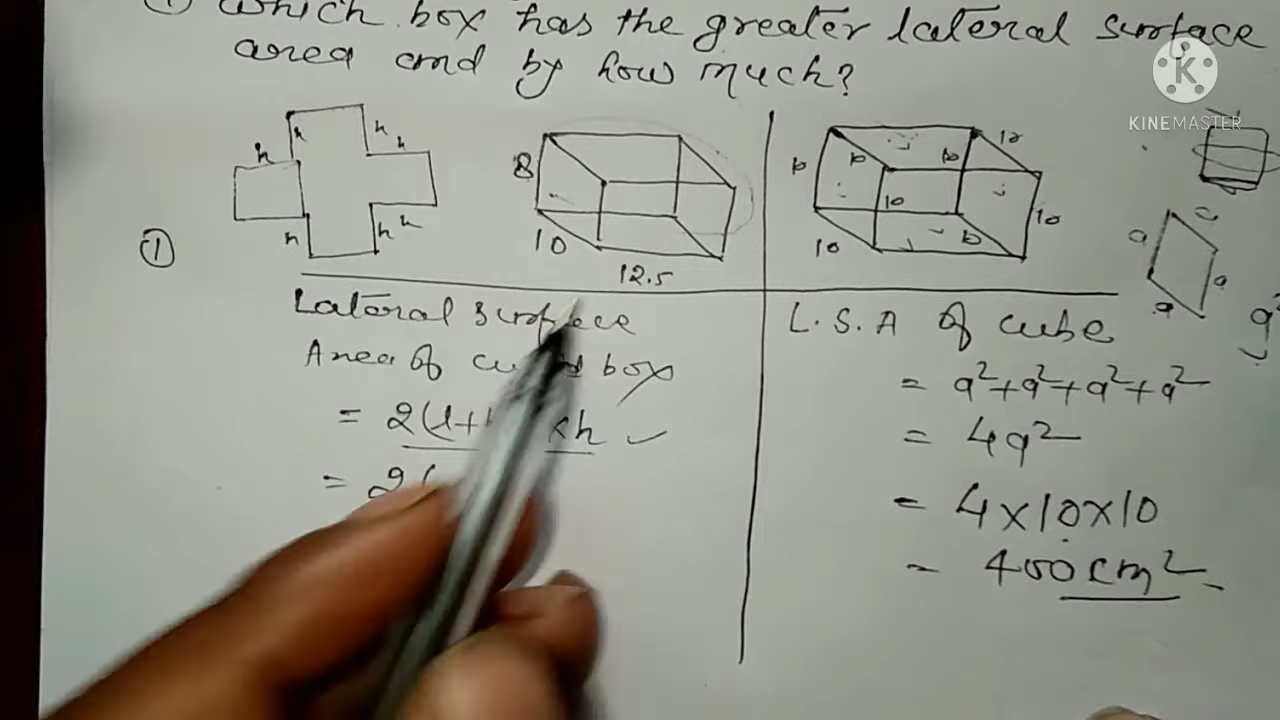 ① Which box has the greater lateral surface
area and by how much?
K
KINEMASTER
h h h h
h h h
8
10
12.5
10 10 10 10
10 10 10
10
a a a a
①
Lateral Surface
Area of box
= 2(l+ ×h ✓
= 2(
L.S.A of cube
= a²+a²+a²+a²
= 4a²
= 4×10×10
= 400 cm²